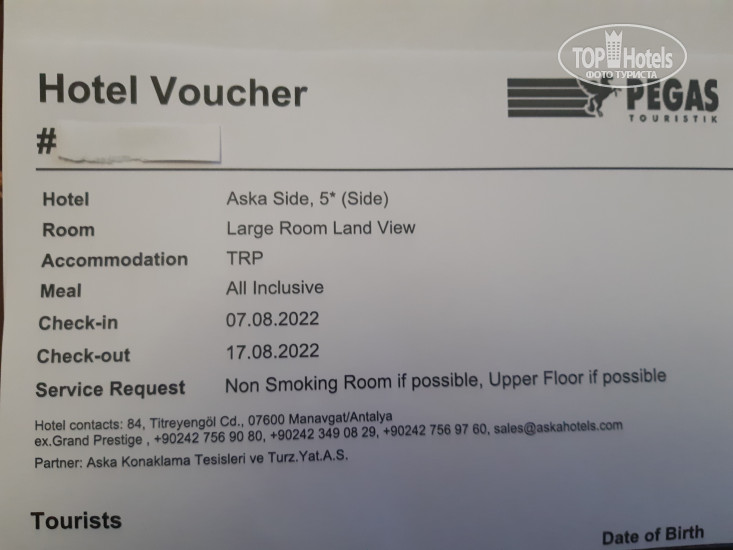 TOP Hotels
ФОТО ТУРИСТА
Hotel Voucher
PEGAS
TOURISTIK
#
Hotel Aska Side, 5* (Side)
Room Large Room Land View
Accommodation TRP
Meal All Inclusive
Check-in 07.08.2022
Check-out 17.08.2022
Service Request Non Smoking Room if possible, Upper Floor if possible
Hotel contacts: 84, Titreyengöl Cd., 07600 Manavgat/Antalya
ex.Grand Prestige , +90242 756 90 80, +90242 349 08 29, +90242 756 97 60, sales@askahotels.com
Partner: Aska Konaklama Tesisleri ve Turz.Yat.A.S.
Tourists
Date of Birth